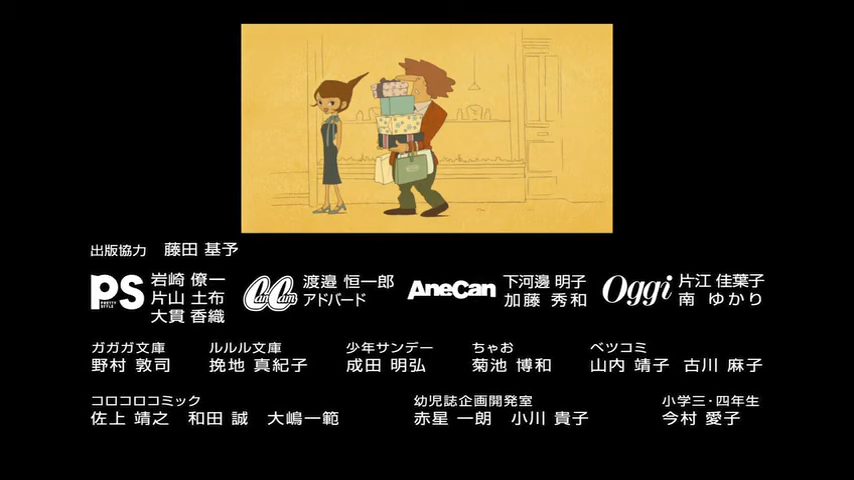 出版協力 藤田 基予
PS PRETTY STYLE 岩崎 僚一
片山 土布
大貫 香織
CanCam 渡邉 恒一郎
アドバード
AneCan 下河邉 明子
加藤 秀和
Oggi 片江 佳葉子
南 ゆかり
ガガガ文庫 ルルル文庫 少年サンデー ちゃお ベツコミ
野村 敦司 挽地 真紀子 成田 明弘 菊池 博和 山内 靖子 古川 麻子
コロコロコミック 幼児誌企画開発室 小学三・四年生
佐上 靖之 和田 誠 大嶋一範 赤星 一朗 小川 貴子 今村 愛子